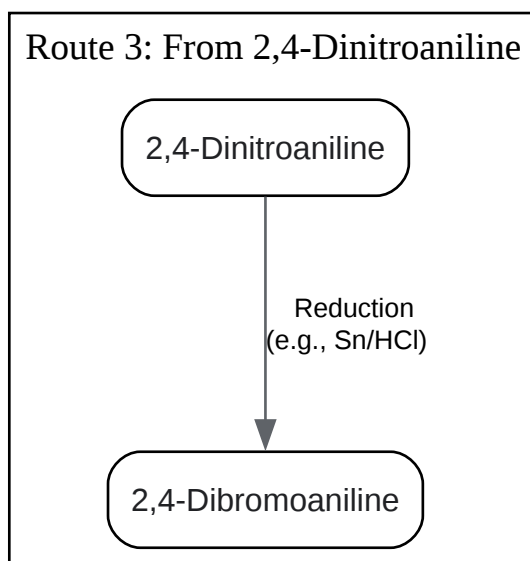 Route 3: From 2,4-Dinitroaniline
2,4-Dinitroaniline
Reduction
(e.g., Sn/HCl)
2,4-Dibromoaniline